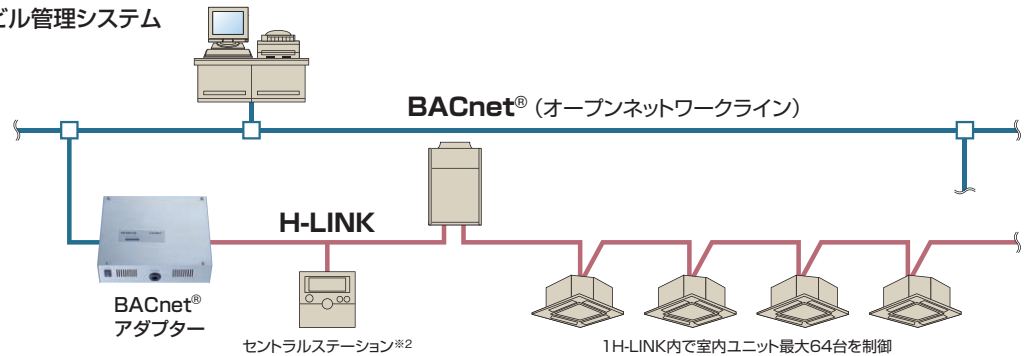 ビル管理システム
BACnet® (オープンネットワークライン)
H-LINK
BACnet®
アダプター
セントラルステーション※2
1H-LINK内で室内ユニット最大64台を制御